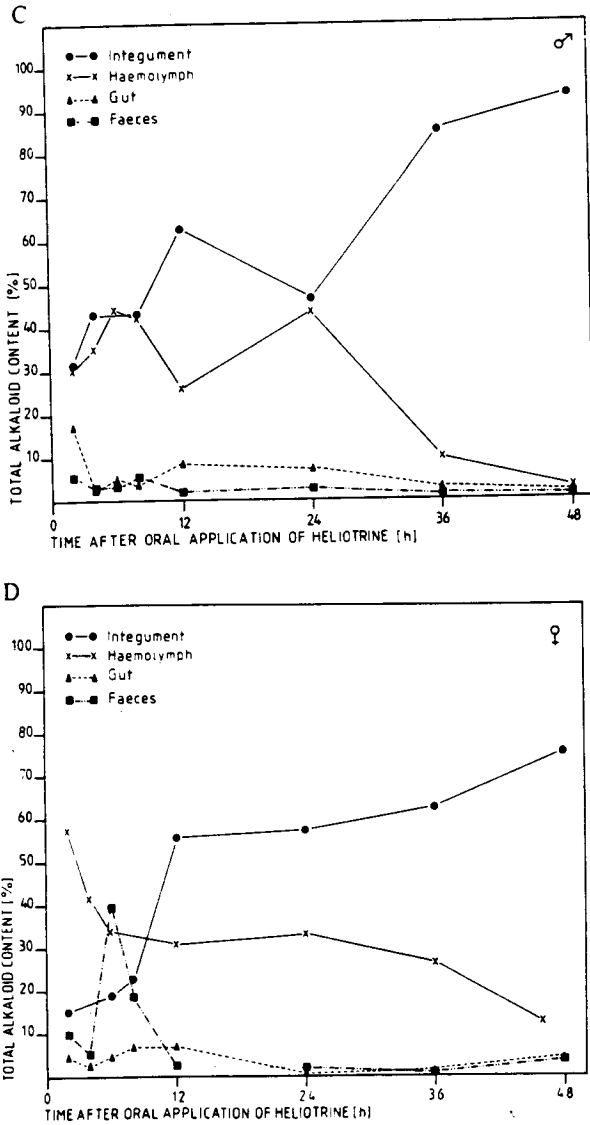 C
♂
Integument
Haemolymph
Gut
Faeces
100
90
80
70
60
50
40
30
20
10
TOTAL ALKALOID CONTENT (%)
0 12 24 36 48
TIME AFTER ORAL APPLICATION OF HELIOTRINE [h]
D
♀
Integument
Haemolymph
Gut
Faeces
100
90
80
70
60
50
40
30
20
10
TOTAL ALKALOID CONTENT (%)
0 12 24 36 48
TIME AFTER ORAL APPLICATION OF HELIOTRINE [h]